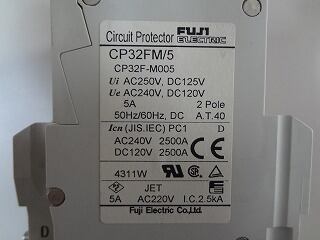 Circuit Protector FUJI ELECTRIC
CP32FM/5
CP32F-M005
Ui AC250V, DC125V
Ue AC240V, DC120V
5A 2 Pole
50Hz/60Hz, DC A.T.40
Icn (JIS.IEC) PC1 D
AC240V 2500A
DC120V 2500A
CE
4311W
JET
5A AC220V I.C.2.5kA
Fuji Electric Co.,Ltd.
D